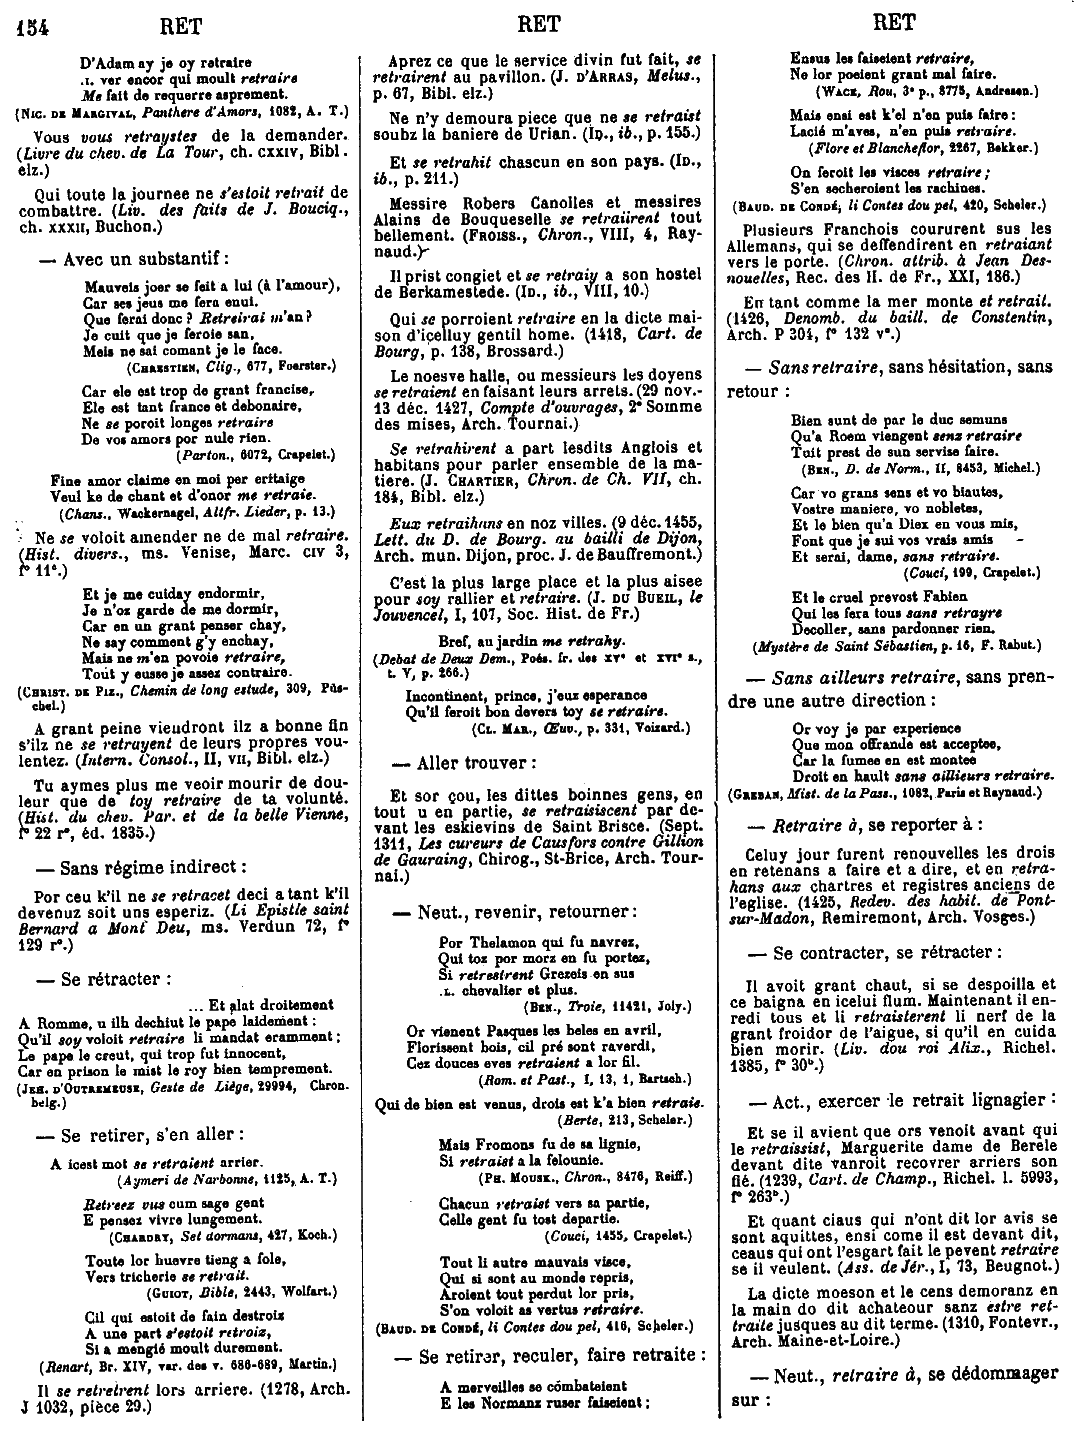 154
RET
RET
RET
D'Adam ay je oy retraire
.I. ver encor qui moult retraire
Me fait de requerre asprement.
(Nic. de Margival, Panthere d'Amors, 1082, A. T.)
Vous vous retraystes de la demander.
(Livre du chev. de La Tour, ch. cxxiv, Bibl.
elz.)
Qui toute la journee ne s'estoit retrait de
combattre. (Liv. des faits de J. Bouciq.,
ch. xxxii, Buchon.)
— Avec un substantif :
Mauveis joer se feit a lui (à l'amour),
Car ses jeus me fera enui.
Que ferai donc ? Retreirai m'an ?
Je cuit que je feroie san,
Meis ne sai comant je le face.
(Chrestien, Clig., 677, Foerster.)
Car ele est trop de grant francise,
Ele est tant france et debonaire,
Ne se poroit longes retraire
De vos amors por nule rien.
(Parton., 6072, Crapelet.)
Fine amor claime en moi per eritaige
Veul ke de chant et d'onor me retraie.
(Chans., Wackernagel, Altfr. Lieder, p. 13.)
Ne se voloit amender ne de mal retraire.
(Hist. divers., ms. Venise, Marc. civ 3,
f° 11ᵉ.)
Et je me cuiday endormir,
Je n'oz garde de me dormir,
Car en un grant penser chay,
Ne say comment g'y enchay,
Mais ne m'en povoie retraire,
Tout y eusse je assez contraire.
(Christ. de Piz., Chemin de long estude, 309, Püs-
chel.)
A grant peine viendront ilz a bonne fin
s'ilz ne se retrayent de leurs propres vou-
lentez. (Intern. Consol., II, vii, Bibl. elz.)
Tu aymes plus me veoir mourir de dou-
leur que de toy retraire de ta volunté.
(Hist. du chev. Par. et de la belle Vienne,
f° 22 r°, éd. 1835.)
— Sans régime indirect :
Por ceu k'il ne se retracet deci a tant k'il
devenuz soit uns esperiz. (Li Epistle saint
Bernard a Mont Deu, ms. Verdun 72, f°
129 r°.)
— Se rétracter :
... Et plat droitement
A Romme, u ilh dechiut le pape laidement :
Qu'il soy voloit retraire li mandat eramment ;
Le pape le creut, qui trop fut innocent,
Car en prison le mist le roy bien temprement.
(Jeh. d'Outremeuse, Geste de Liége, 29994, Chron.
belg.)
— Se retirer, s'en aller :
A icest mot se retraient arrier.
(Aymeri de Narbonne, 1125, A. T.)
Retreez vus cum sage gent
E pensez vivre lungement.
(Chardry, Set dormans, 427, Koch.)
Toute lor huevre tieng a fole,
Vers tricherie se retrait.
(Guiot, Bible, 2443, Wolfart.)
Cil qui estoit de fain destroiz
A une part s'estoit retroiz,
Si a mengié moult durement.
(Renart, Br. XIV, var. des v. 686-689, Martin.)
Il se retreirent lors arriere. (1278, Arch.
J 1032, pièce 29.)
Aprez ce que le service divin fut fait, se
retrairent au pavillon. (J. d'Arras, Melus.,
p. 67, Bibl. elz.)
Ne n'y demoura piece que ne se retraist
soubz la baniere de Urian. (Id., ib., p. 155.)
Et se retrahit chascun en son pays. (Id.,
ib., p. 211.)
Messire Robers Canolles et messires
Alains de Bouqueselle se retraiirent tout
bellement. (Froiss., Chron., VIII, 4, Ray-
naud.)
Il prist congiet et se retraiy a son hostel
de Berkamestede. (Id., ib., VIII, 10.)
Qui se porroient retraire en la dicte mai-
son d'içelluy gentil home. (1418, Cart. de
Bourg, p. 138, Brossard.)
Le noesve halle, ou messieurs les doyens
se retraient en faisant leurs arrets. (29 nov.-
13 déc. 1427, Compte d'ouvrages, 2° Somme
des mises, Arch. Tournai.)
Se retrahirent a part lesdits Anglois et
habitans pour parler ensemble de la ma-
tiere. (J. Chartier, Chron. de Ch. VII, ch.
184, Bibl. elz.)
Eux retraihans en noz villes. (9 déc. 1455,
Lett. du D. de Bourg. au bailli de Dijon,
Arch. mun. Dijon, proc. J. de Bauffremont.)
C'est la plus large place et la plus aisee
pour soy rallier et retraire. (J. du Bueil, le
Jouvencel, I, 107, Soc. Hist. de Fr.)
Bref, au jardin me retrahy.
(Debat de Deux Dem., Poés. fr. des xvᵉ et xviᵉ s.,
t. V, p. 266.)
Incontinent, prince, j'eux esperance
Qu'il feroit bon devers toy se retraire.
(Cl. Mar., Œuv., p. 331, Voizard.)
— Aller trouver :
Et sor çou, les dittes boinnes gens, en
tout u en partie, se retraisiscent par de-
vant les eskievins de Saint Brisce. (Sept.
1311, Les cureurs de Causfors contre Gillion
de Gauraing, Chirog., St-Brice, Arch. Tour-
nai.)
— Neut., revenir, retourner :
Por Thelamon qui fu navrez,
Qui toz por morz en fu portez,
Si retrestrent Grezeis en sus
.L. chevalier et plus.
(Ben., Troie, 11421, Joly.)
Or vienent Pasques les beles en avril,
Florissent bois, cil pré sont raverdi,
Cez douces eves retraient a lor fil.
(Rom. et Past., I, 13, 1, Bartsch.)
Qui de bien est venus, drois est k'a bien retraie.
(Berte, 213, Scheler.)
Mais Fromons fu de sa lignie,
Si retraist a la felounie.
(Ph. Mousk., Chron., 8476, Reiff.)
Chacun retraist vers sa partie,
Celle gent fu tost departie.
(Couci, 1455, Crapelet.)
Tout li autre mauvais visce,
Qui si sont au monde repris,
Aroient tout perdut lor pris,
S'on voloit as vertus retraire.
(Baud. de Condé, li Contes dou pel, 416, Scheler.)
— Se retirer, reculer, faire retraite :
A merveilles se cómbateient
E les Normanz ruser faiseient ;
Ensus les faiseient retraire,
Ne lor poeient grant mal faire.
(Wace, Rou, 3° p., 8775, Andresen.)
Mais ensi est k'el n'en puis faire :
Lacié m'aves, n'en puis retraire.
(Flore et Blancheflor, 2267, Bekker.)
On feroit les visces retraire ;
S'en secheroient les rachines.
(Baud. de Condé, li Contes dou pel, 420, Scheler.)
Plusieurs Franchois coururent sus les
Allemans, qui se deffendirent en retraiant
vers le porte. (Chron. attrib. à Jean Des-
nouelles, Rec. des H. de Fr., XXI, 186.)
En tant comme la mer monte et retrait.
(1426, Denomb. du baill. de Constentin,
Arch. P 304, f° 132 v°.)
— Sans retraire, sans hésitation, sans
retour :
Bien sunt de par le duc semuns
Qu'a Roem viengent senz retraire
Tuit prest de sun servise faire.
(Ben., D. de Norm., II, 8453, Michel.)
Car vo grans sens et vo biautes,
Vostre maniere, vo nobletes,
Et le bien qu'a Diex en vous mis,
Font que je sui vos vrais amis
Et serai, dame, sans retraire.
(Couci, 199, Crapelet.)
Et le cruel prevost Fabien
Qui les fera tous sans retrayre
Decoller, sans pardonner rien.
(Mystère de Saint Sébastien, p. 16, F. Rabut.)
— Sans ailleurs retraire, sans pren-
dre une autre direction :
Or voy je par experience
Que mon offrande est acceptee,
Car la fumee en est montee
Droit en hault sans aillieurs retraire.
(Greban, Mist. de la Pass., 1082, Paris et Raynaud.)
— Retraire à, se reporter à :
Celuy jour furent renouvelles les drois
en retenans a faire et a dire, et en retra-
hans aux chartres et registres anciens de
l'eglise. (1425, Redev. des habit. de Pont-
sur-Madon, Remiremont, Arch. Vosges.)
— Se contracter, se rétracter :
Il avoit grant chaut, si se despoilla et
ce baigna en icelui flum. Maintenant il en-
redi tous et li retraisterent li nerf de la
grant froidor de l'aigue, si qu'il en cuida
bien morir. (Liv. dou roi Alix., Richel.
1385, f° 30ᵇ.)
— Act., exercer le retrait lignagier :
Et se il avient que ors venoit avant qui
le retraissist, Marguerite dame de Berele
devant dite vanroit recovrer arriers son
fié. (1239, Cart. de Champ., Richel. l. 5993,
f° 263ᵇ.)
Et quant ciaus qui n'ont dit lor avis se
sont aquittes, ensi come il est devant dit,
ceaus qui ont l'esgart fait le pevent retraire
se il veulent. (Ass. de Jér., I, 73, Beugnot.)
La dicte moeson et le cens demoranz en
la main do dit achateour sanz estre ret-
traite jusques au dit terme. (1310, Fontevr.,
Arch. Maine-et-Loire.)
— Neut., retraire à, se dédommager
sur :